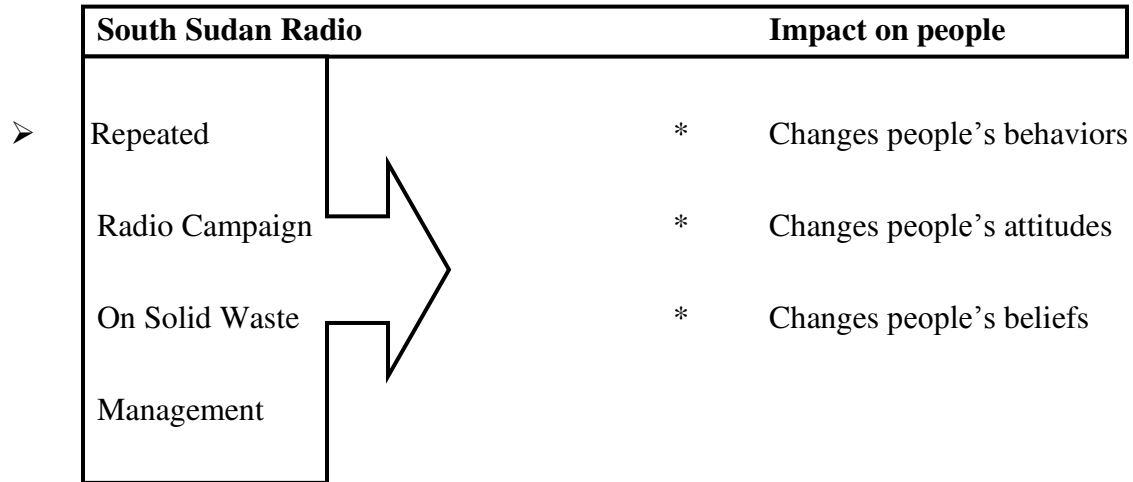 South Sudan Radio Impact on people
➢ Repeated * Changes people’s behaviors
Radio Campaign * Changes people’s attitudes
On Solid Waste * Changes people’s beliefs
Management